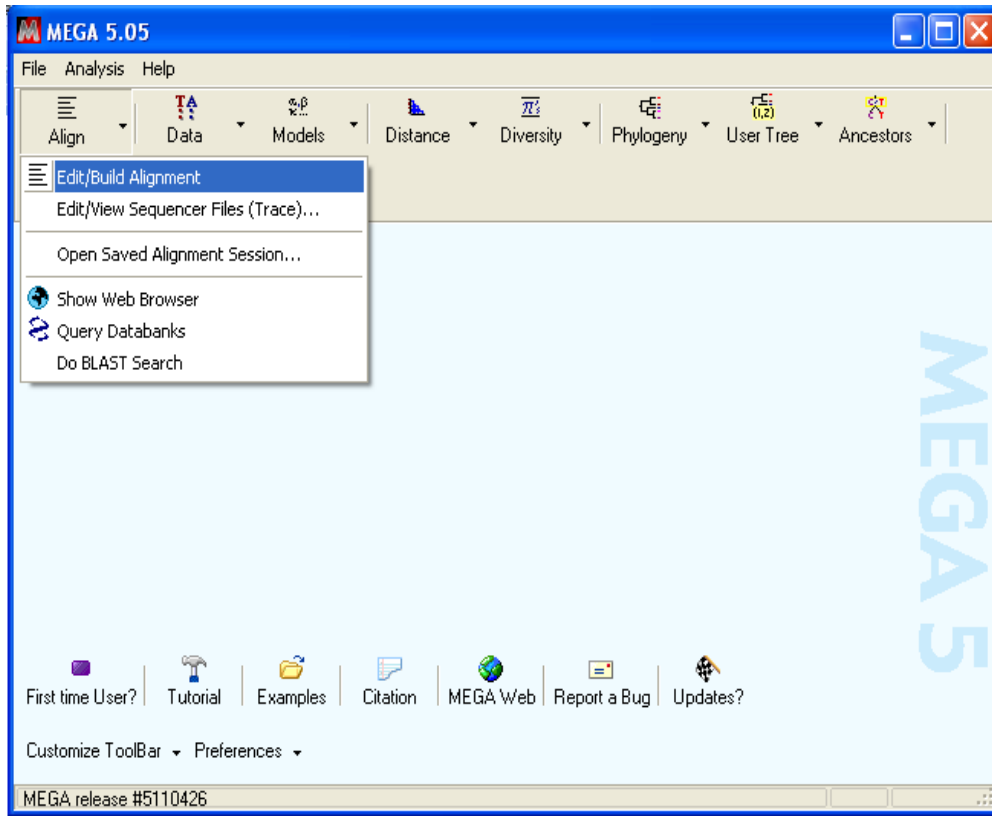 MEGA 5.05
File Analysis Help
Align Data Models Distance Diversity Phylogeny User Tree Ancestors
Edit/Build Alignment
Edit/View Sequencer Files (Trace)...
Open Saved Alignment Session...
Show Web Browser
Query Databanks
Do BLAST Search
MEGA 5
First time User? Tutorial Examples Citation MEGA Web Report a Bug Updates?
Customize ToolBar Preferences
MEGA release #5110426